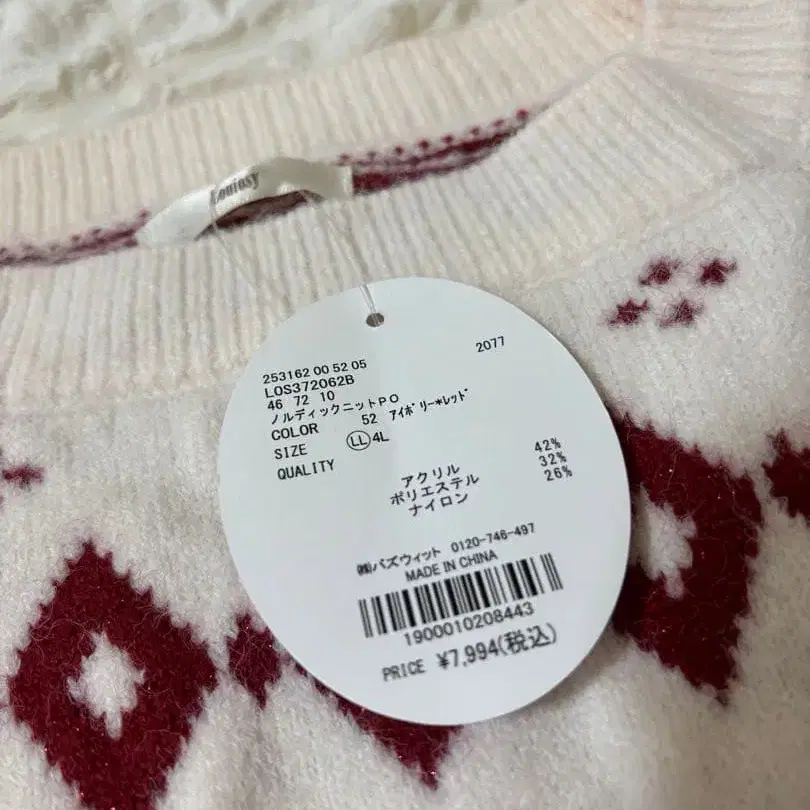 Louiosy
2077
253162 00 52 05
LOS372062B
46 72 10
ノルディックニットPO
COLOR 52 アイボリー*レッド
SIZE LL 4L
QUALITY
アクリル 42%
ポリエステル 32%
ナイロン 26%
㈱バズウィット 0120-746-497
MADE IN CHINA
1900010208443
PRICE ¥7,994(税込)